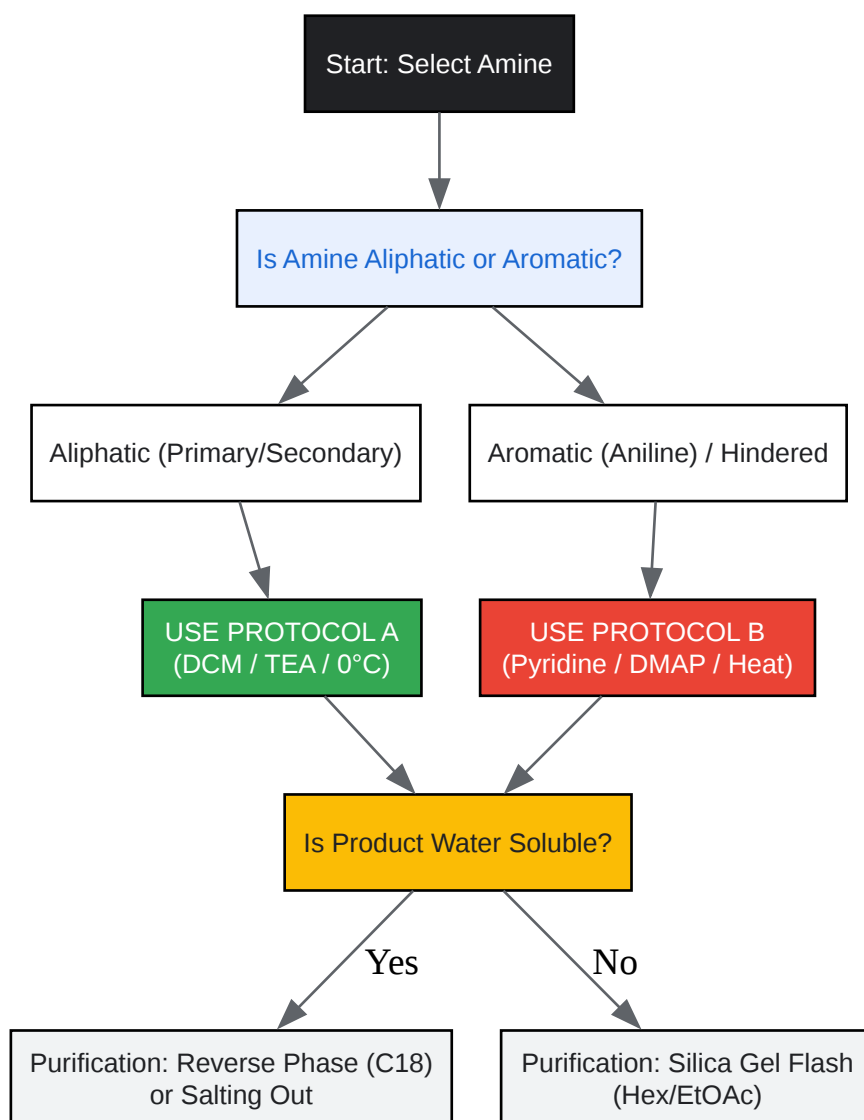 Start: Select Amine
Is Amine Aliphatic or Aromatic?
Aliphatic (Primary/Secondary)
Aromatic (Aniline) / Hindered
USE PROTOCOL A
(DCM / TEA / 0°C)
USE PROTOCOL B
(Pyridine / DMAP / Heat)
Is Product Water Soluble?
Yes
No
Purification: Reverse Phase (C18)
or Salting Out
Purification: Silica Gel Flash
(Hex/EtOAc)